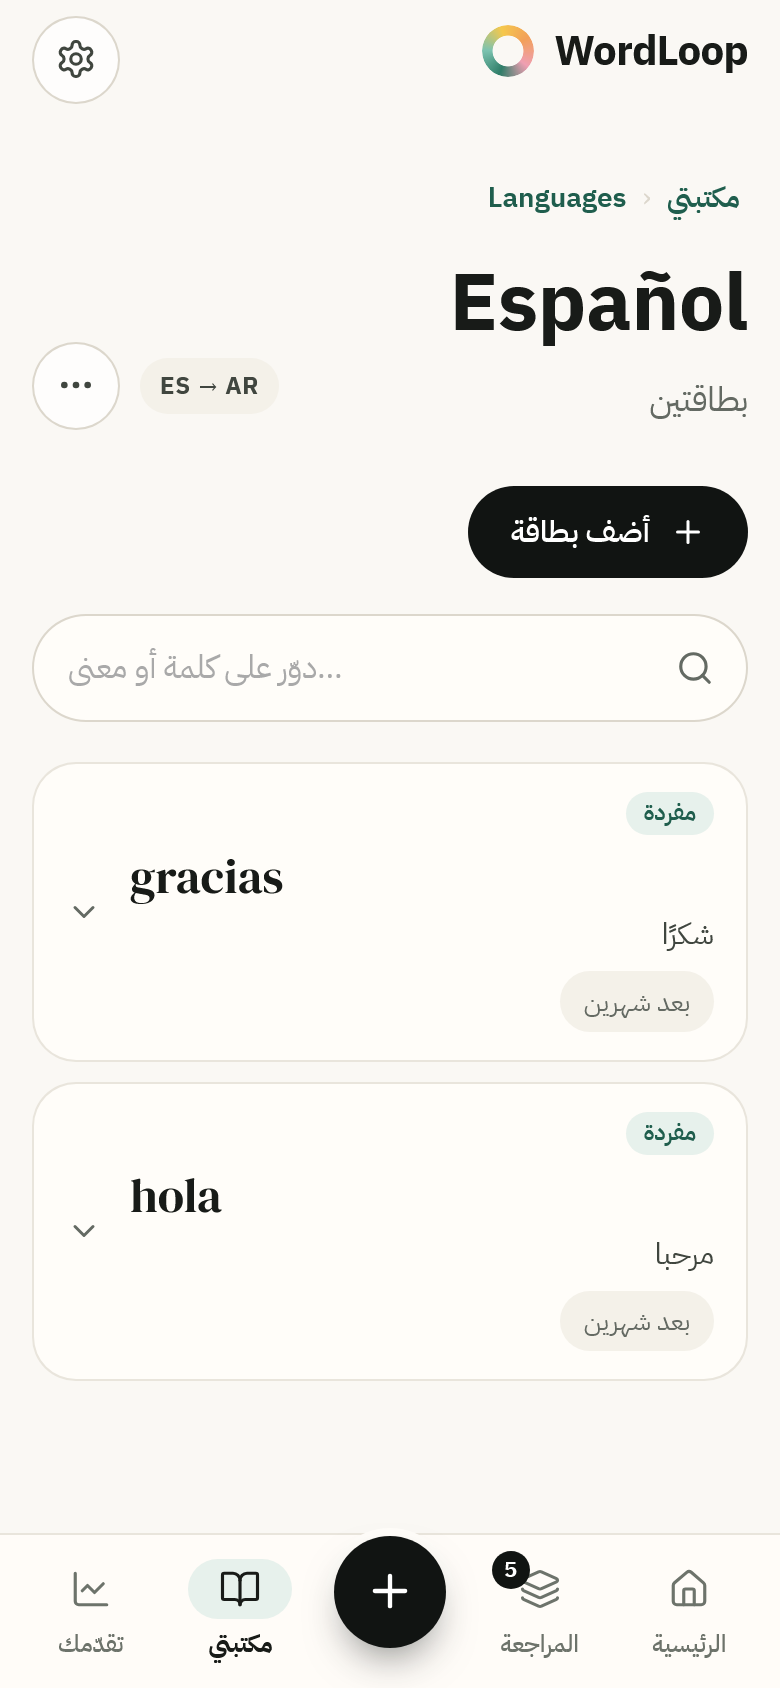 WordLoop
مكتبتي › Languages
Español
بطاقتين
ES → AR
أضف بطاقة
دوّر على كلمة أو معنى...
مفردة
gracias
شكرًا
بعد شهرين
مفردة
hola
مرحبا
بعد شهرين
الرئيسية
5
المراجعة
مكتبتي
تقدّمك